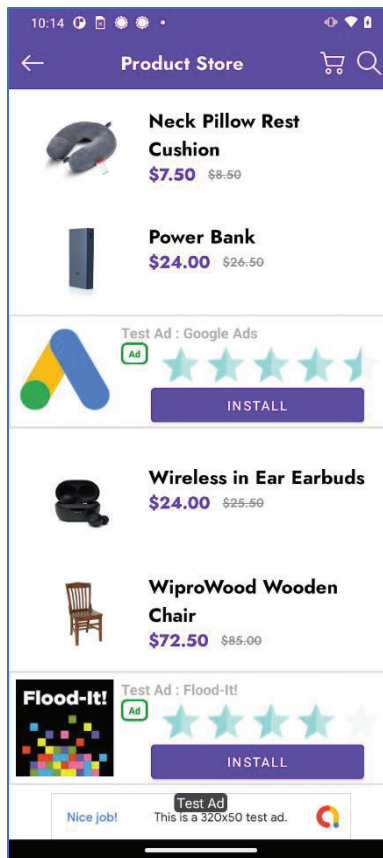 10:14
Product Store
Neck Pillow Rest
Cushion
$7.50 $8.50
Power Bank
$24.00 $26.50
Test Ad : Google Ads
Ad
INSTALL
Wireless in Ear Earbuds
$24.00 $25.50
WiproWood Wooden
Chair
$72.50 $85.00
Flood-It!
Test Ad : Flood-It!
Ad
INSTALL
Test Ad
Nice job! This is a 320x50 test ad.